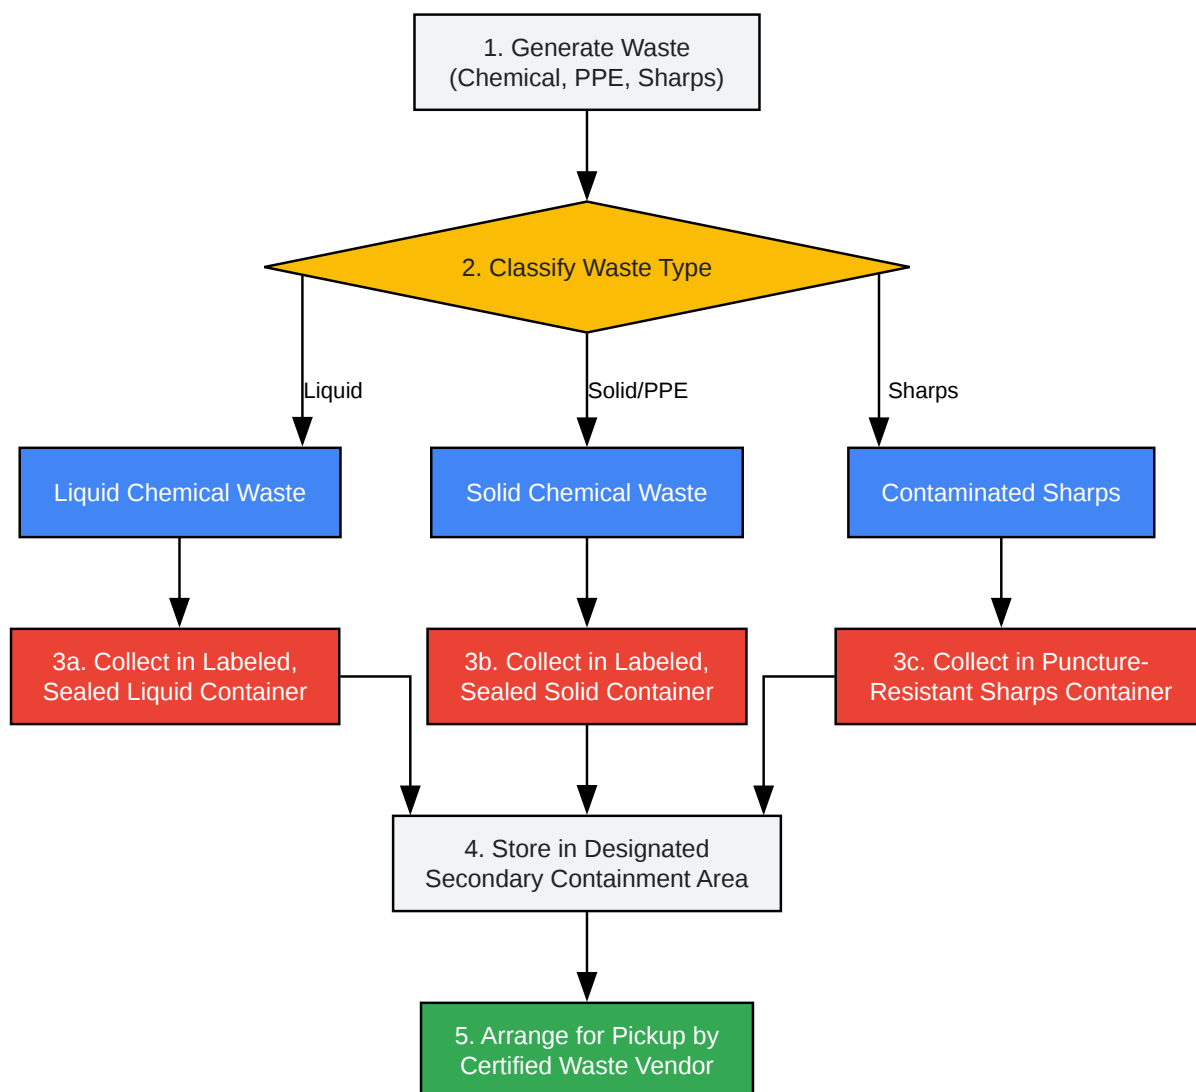 1. Generate Waste
(Chemical, PPE, Sharps)
2. Classify Waste Type
Liquid
Solid/PPE
Sharps
Liquid Chemical Waste
Solid Chemical Waste
Contaminated Sharps
3a. Collect in Labeled,
Sealed Liquid Container
3b. Collect in Labeled,
Sealed Solid Container
3c. Collect in Puncture-
Resistant Sharps Container
4. Store in Designated
Secondary Containment Area
5. Arrange for Pickup by
Certified Waste Vendor